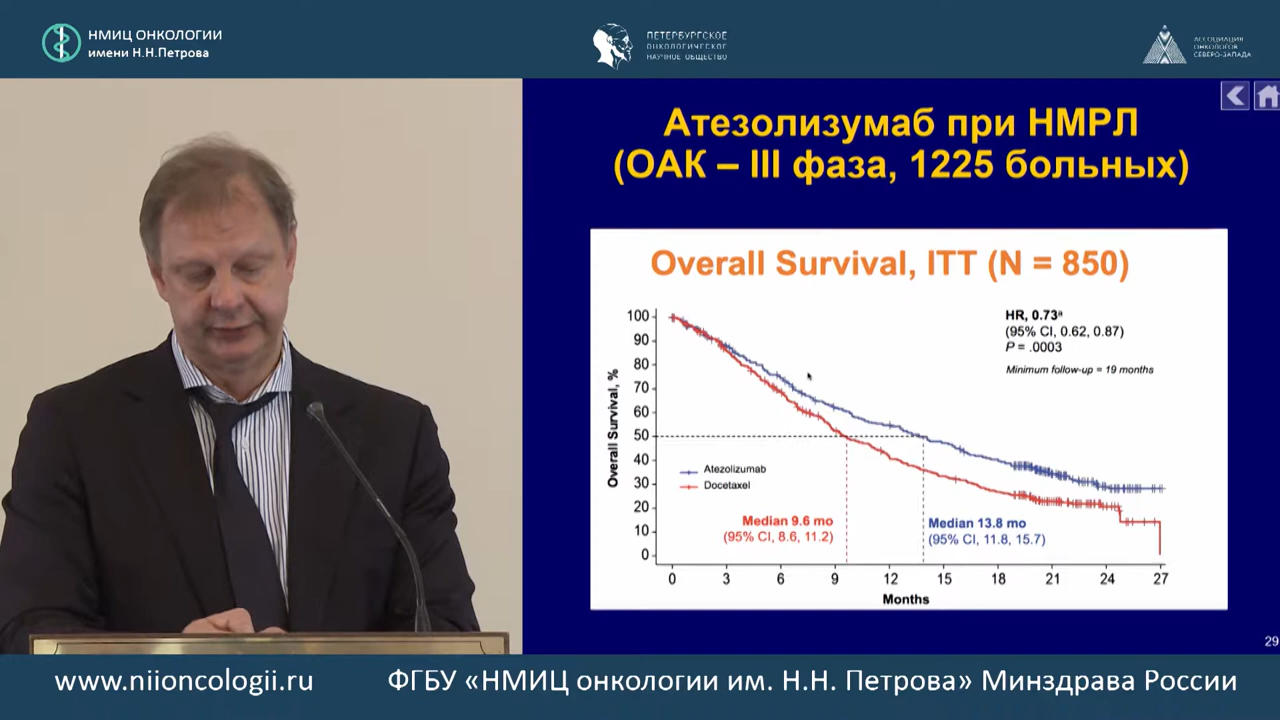 НМИЦ ОНКОЛОГИИ
имени Н.Н.Петрова
ПЕТЕРБУРГСКОЕ
ОНКОЛОГИЧЕСКОЕ
НАУЧНОЕ ОБЩЕСТВО
АССОЦИАЦИЯ
ОНКОЛОГОВ
СЕВЕРО-ЗАПАДА
Атезолизумаб при НМРЛ
(ОАК – III фаза, 1225 больных)
Overall Survival, ITT (N = 850)
HR, 0.73ª
(95% CI, 0.62, 0.87)
P = .0003
Minimum follow-up = 19 months
Overall Survival, %
100
90
80
70
60
50
40
30
20
10
0
Atezolizumab
Docetaxel
Median 9.6 mo
(95% CI, 8.6, 11.2)
Median 13.8 mo
(95% CI, 11.8, 15.7)
0 3 6 9 12 15 18 21 24 27
Months
29
www.niioncologii.ru
ФГБУ «НМИЦ онкологии им. Н.Н. Петрова» Минздрава России